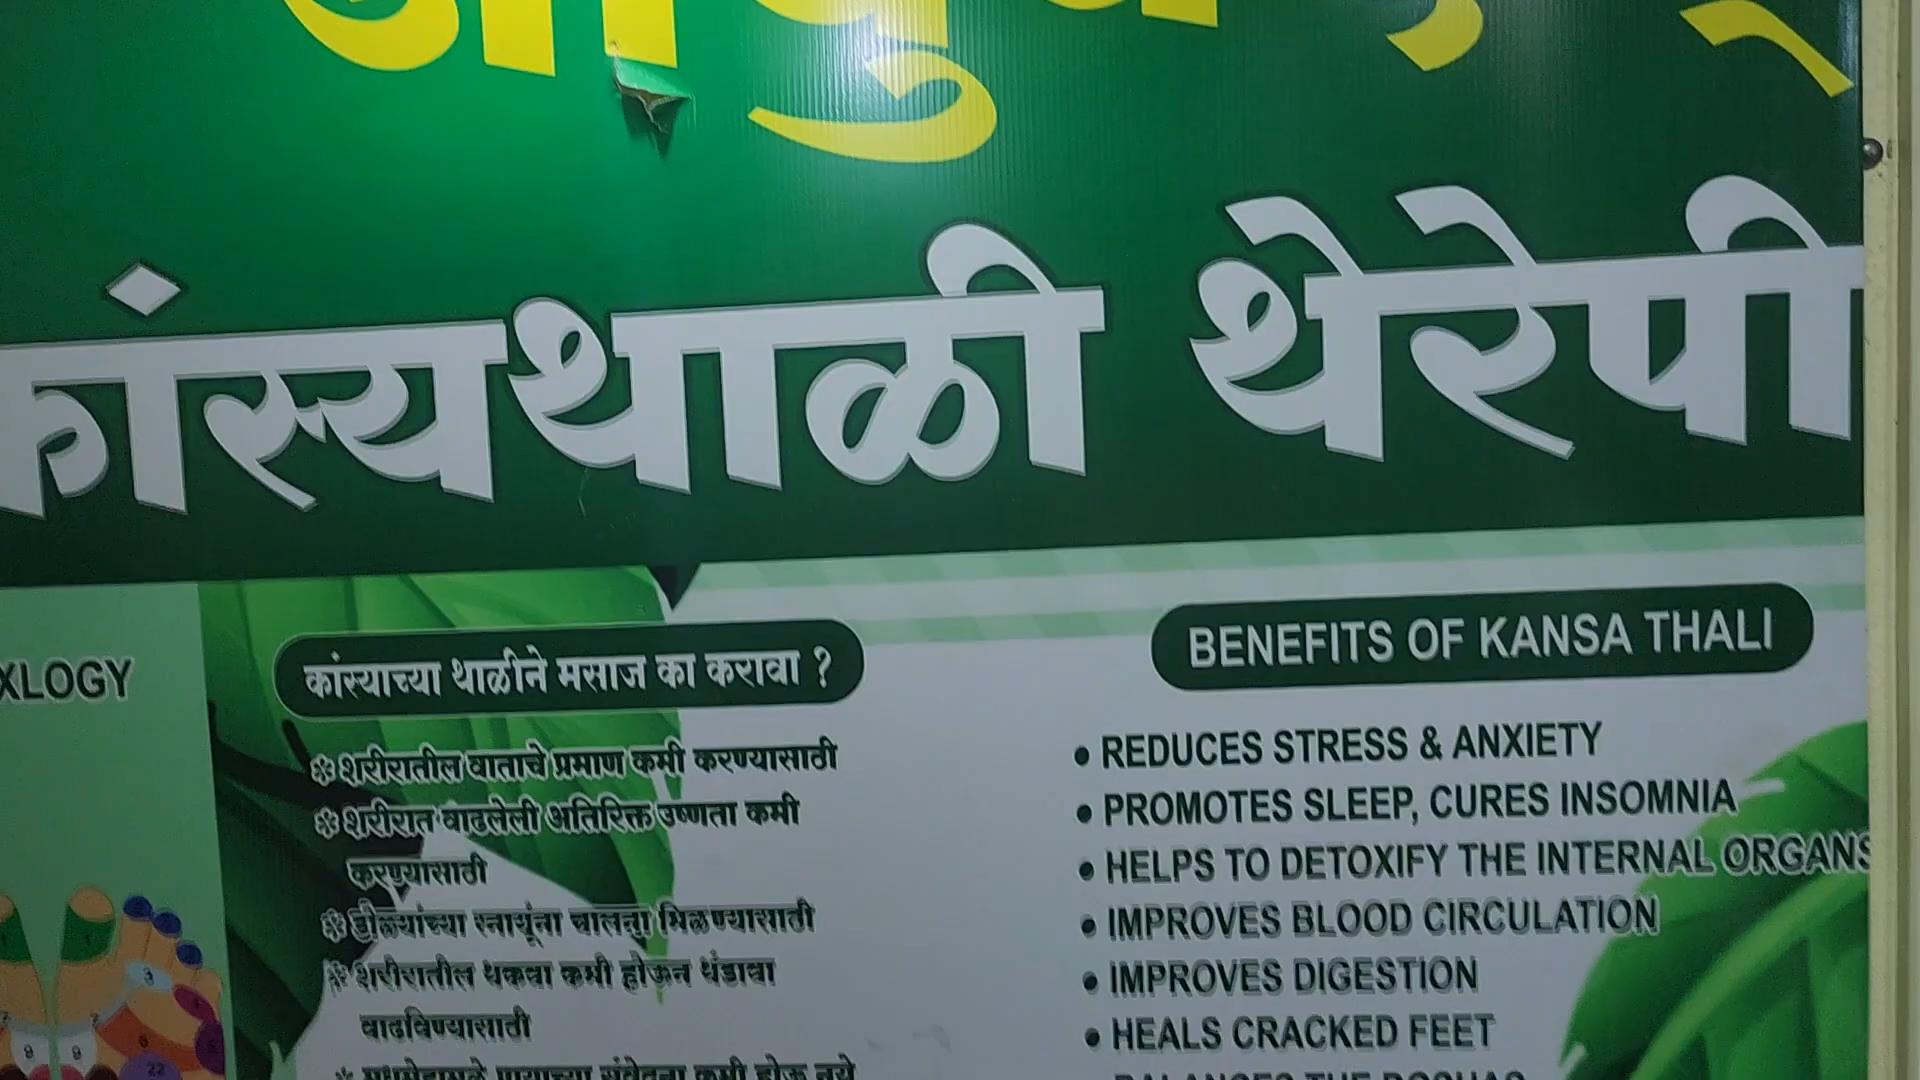 कांस्यथाळी थेरेपी
XLOGY
कांस्याच्या थाळीने मसाज का करावा ?
शरीरातील वाताचे प्रमाण कमी करण्यासाठी
शरीरात वाढलेली अतिरिक्त उष्णता कमी
करण्यासाठी
डोळ्यांच्या स्नायूंना चालना मिळण्यासाठी
शरीरातील थकवा कमी होऊन थंडावा
वाढविण्यासाठी
BENEFITS OF KANSA THALI
• REDUCES STRESS & ANXIETY
• PROMOTES SLEEP, CURES INSOMNIA
• HELPS TO DETOXIFY THE INTERNAL ORGANS
• IMPROVES BLOOD CIRCULATION
• IMPROVES DIGESTION
• HEALS CRACKED FEET